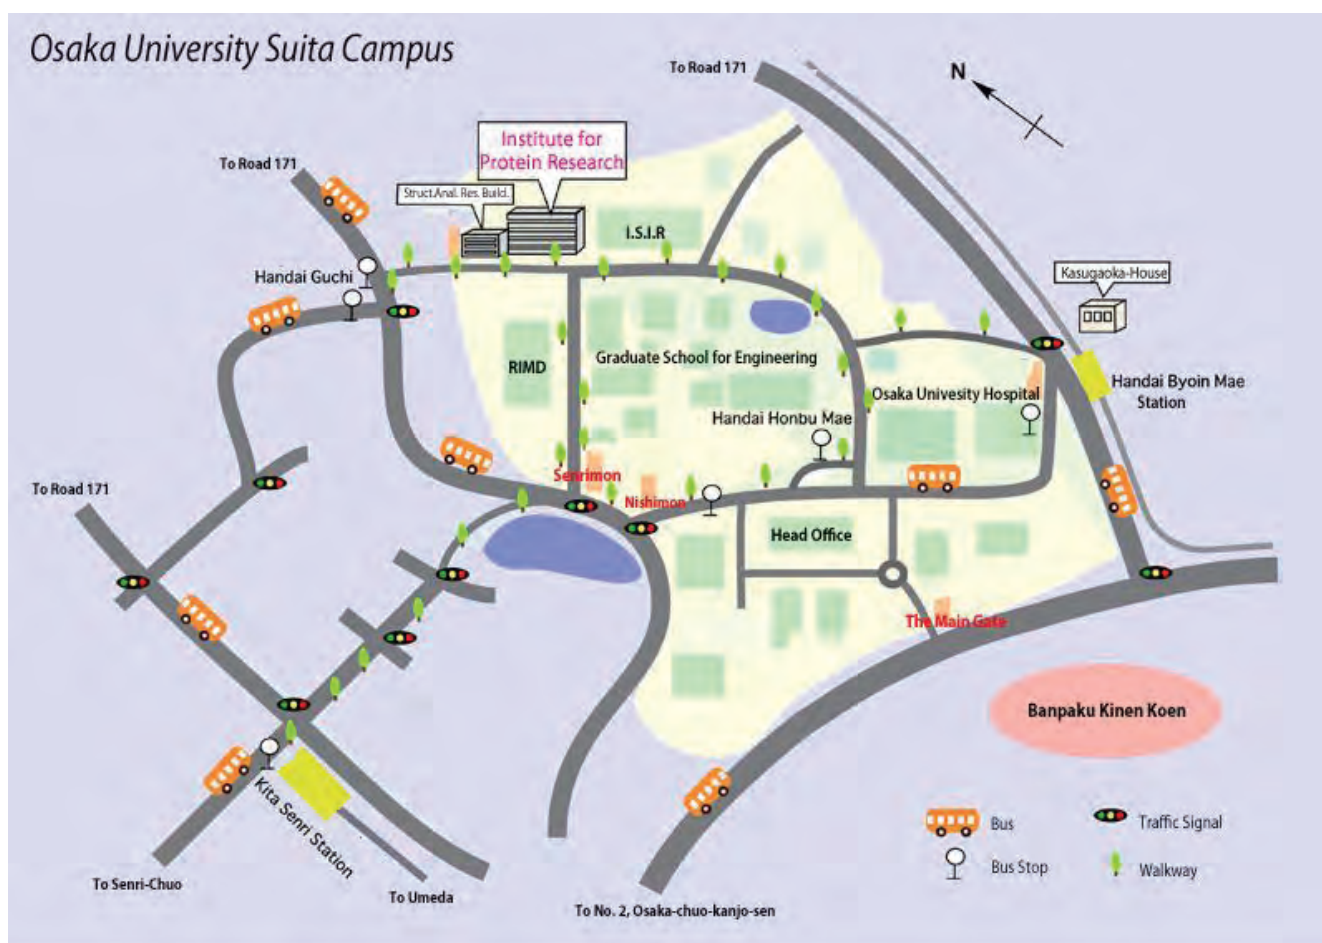 Osaka University Suita Campus
To Road 171
N
Institute for
Protein Research
To Road 171
Struct.Anal. Res. Build.
I.S.I.R
Handai Guchi
Kasugaoka-House
RIMD
Graduate School for Engineering
Osaka Univesity Hospital
Handai Byoin Mae
Station
Handai Honbu Mae
Senrimon
Nishimon
To Road 171
Head Office
The Main Gate
Banpaku Kinen Koen
Kita Senri Station
Bus
Traffic Signal
Bus Stop
Walkway
To Senri-Chuo
To Umeda
To No. 2, Osaka-chuo-kanjo-sen